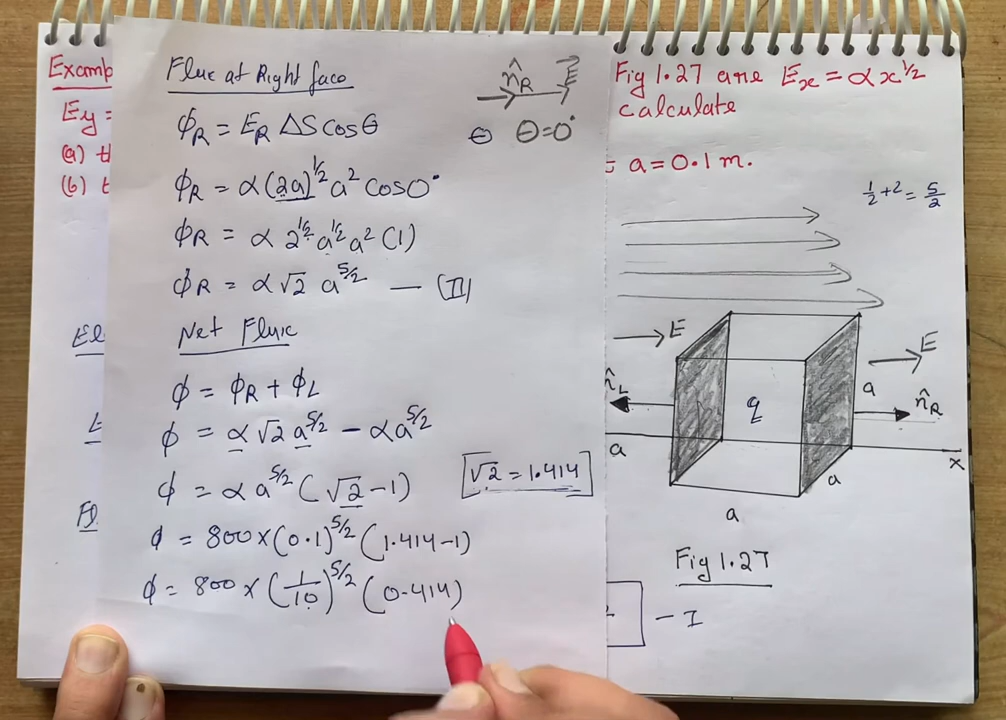 Flux at Right face
n̂R E⃗
θ θ=0°
ϕR = ER ΔS cosθ
ϕR = α(2a)^1/2 a² cos0°
ϕR = α 2^1/2 a^1/2 a² (1)
ϕR = α√2 a^5/2 — (II)
Net Flux
ϕ = ϕR + ϕL
ϕ = α√2 a^5/2 − αa^5/2
ϕ = α a^5/2 (√2 −1)
[√2 = 1.414]
ϕ = 800×(0.1)^5/2 (1.414−1)
ϕ = 800 × (1/10)^5/2 (0.414)
Examp
Ey =
(a) t
(b) t
Fig 1.27 are Ex = αx^1/2
calculate
= a = 0.1 m.
1/2 +2 = 5/2
E
E
n̂L
q
a
n̂R
a
x
a
a
Fig 1.27
— I